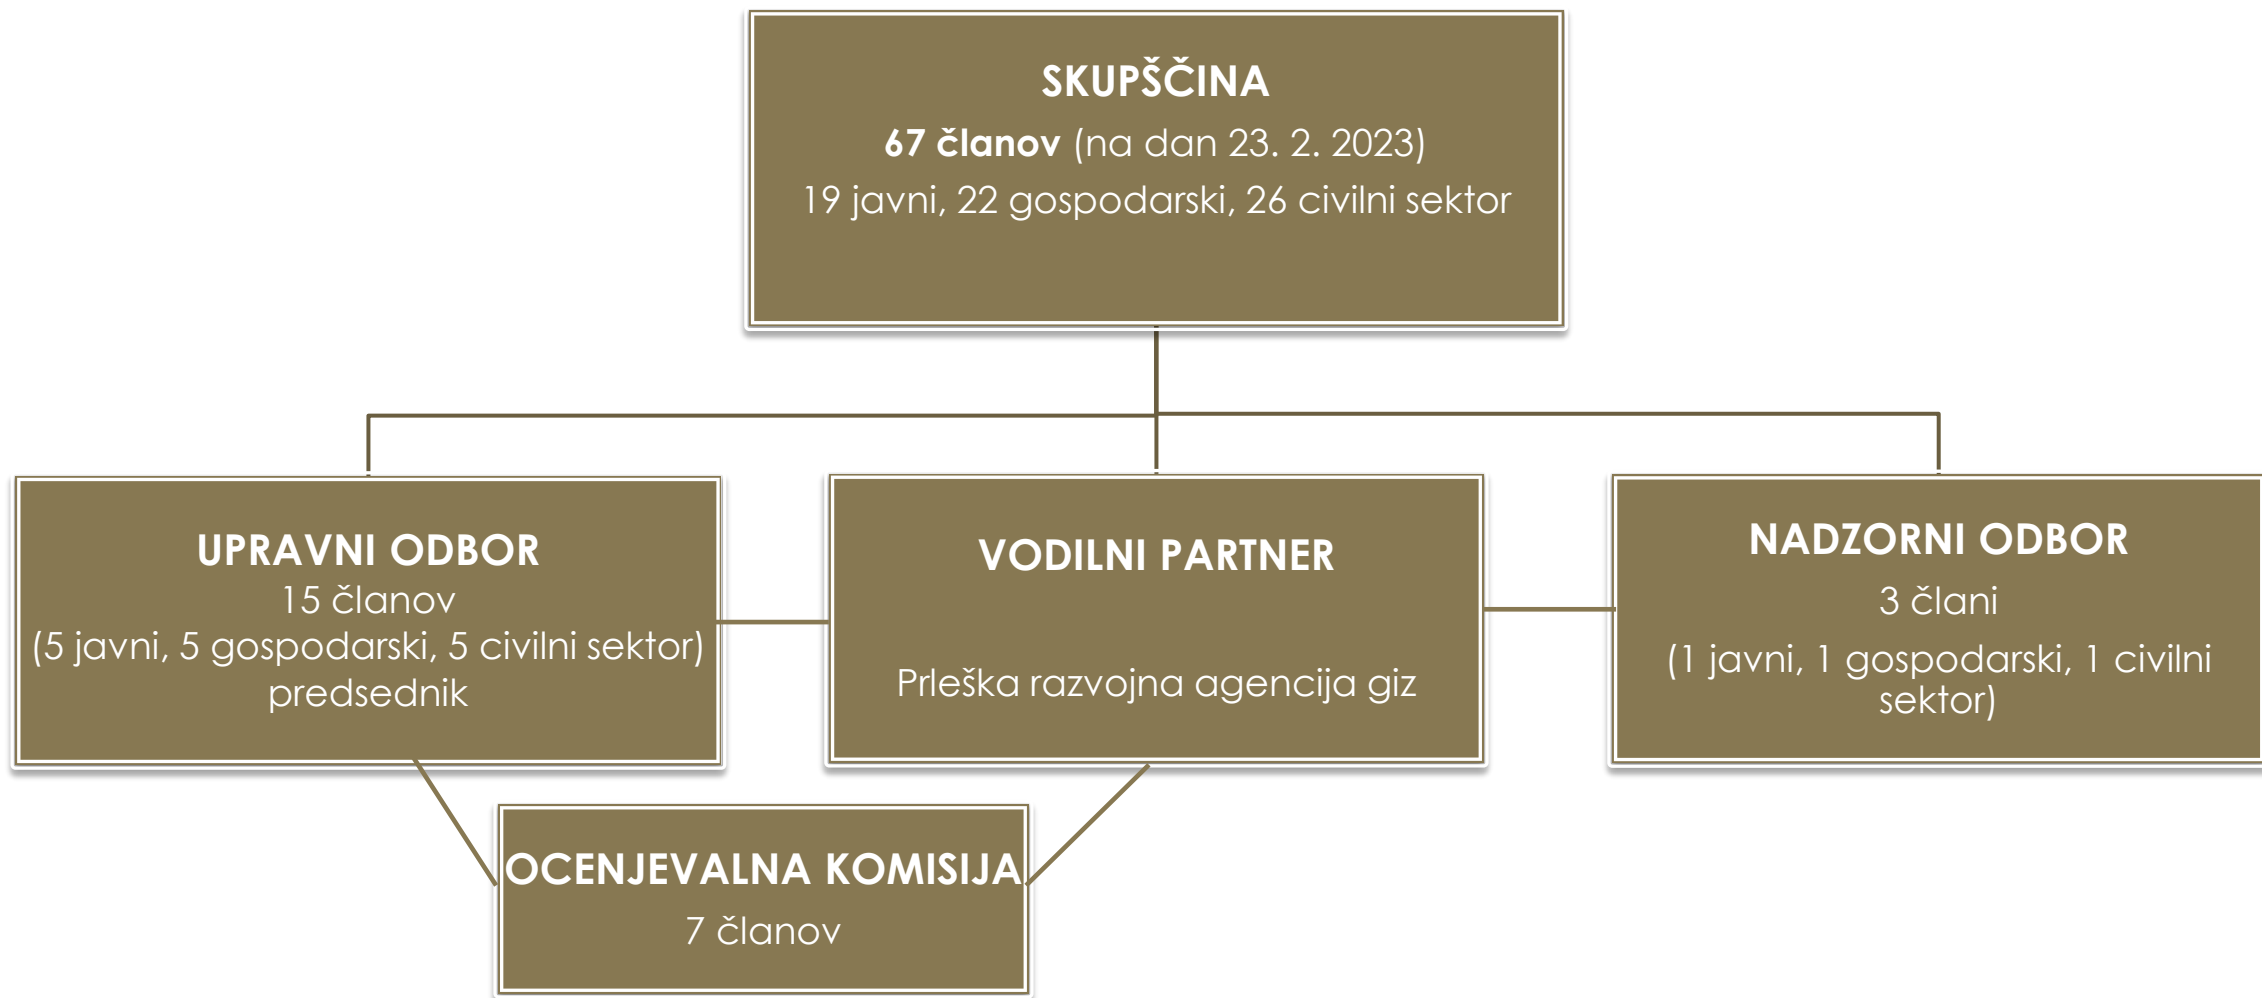 SKUPŠČINA
67 članov (na dan 23. 2. 2023)
19 javni, 22 gospodarski, 26 civilni sektor
UPRAVNI ODBOR
15 članov
(5 javni, 5 gospodarski, 5 civilni sektor)
predsednik
VODILNI PARTNER
Prleška razvojna agencija giz
NADZORNI ODBOR
3 člani
(1 javni, 1 gospodarski, 1 civilni
sektor)
OCENJEVALNA KOMISIJA
7 članov